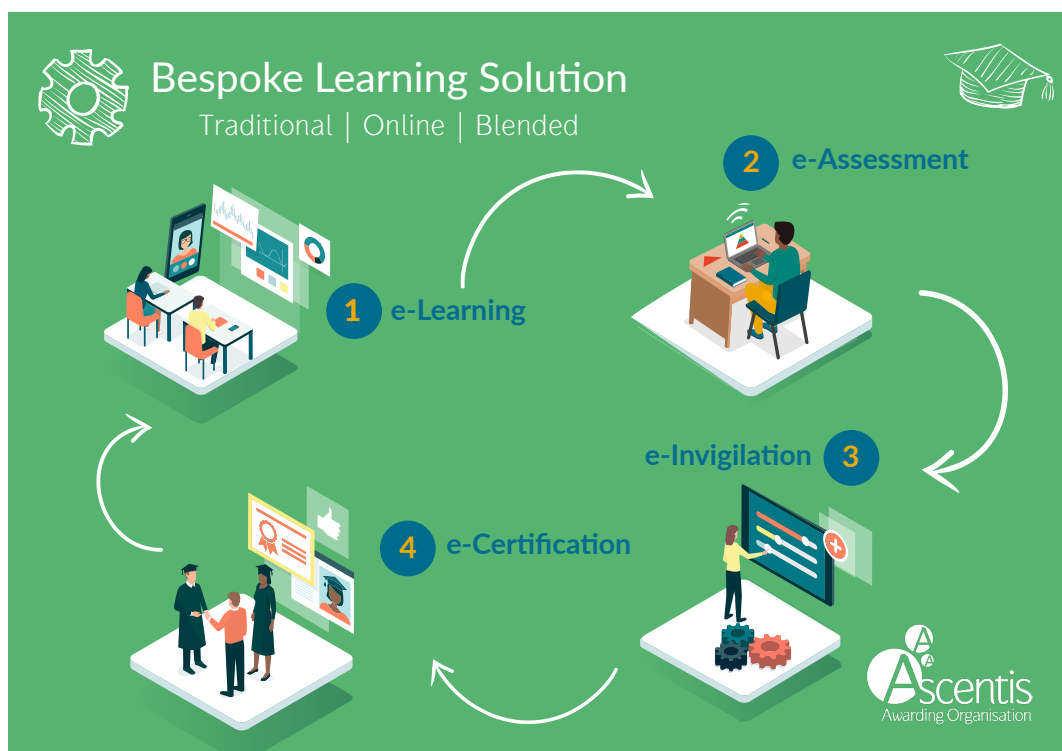 Bespoke Learning Solution
Traditional | Online | Blended
1 e-Learning
2 e-Assessment
e-Invigilation 3
4 e-Certification
A
A
Ascentis
Awarding Organisation